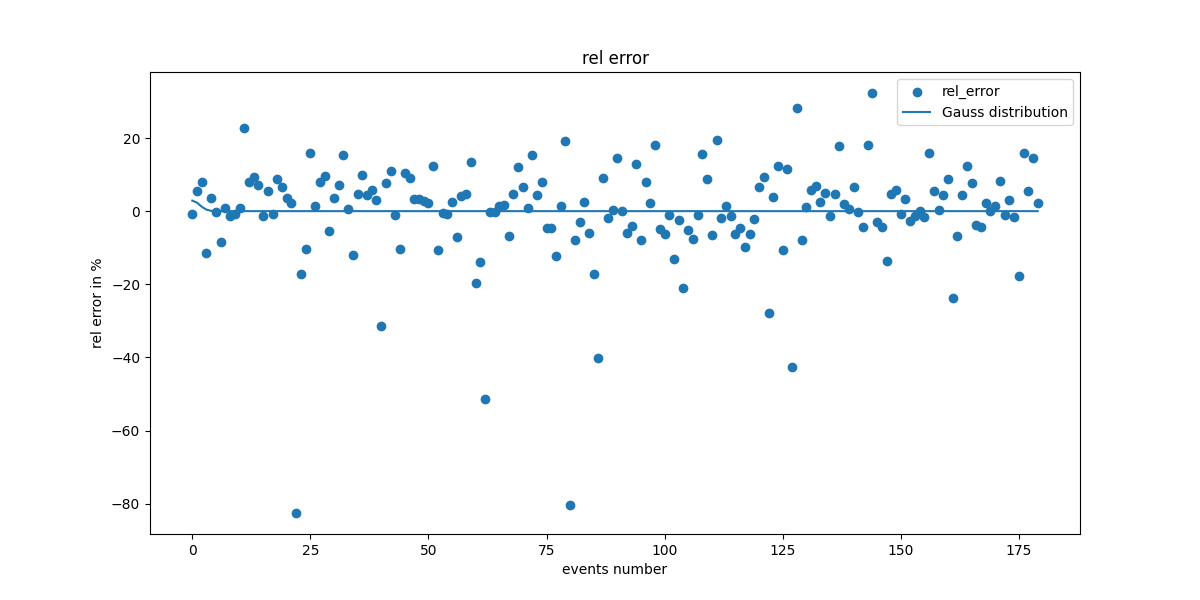 rel error
rel_error
Gauss distribution
rel error in %
20
0
−20
−40
−60
−80
0
25
50
75
100
125
150
175
events number